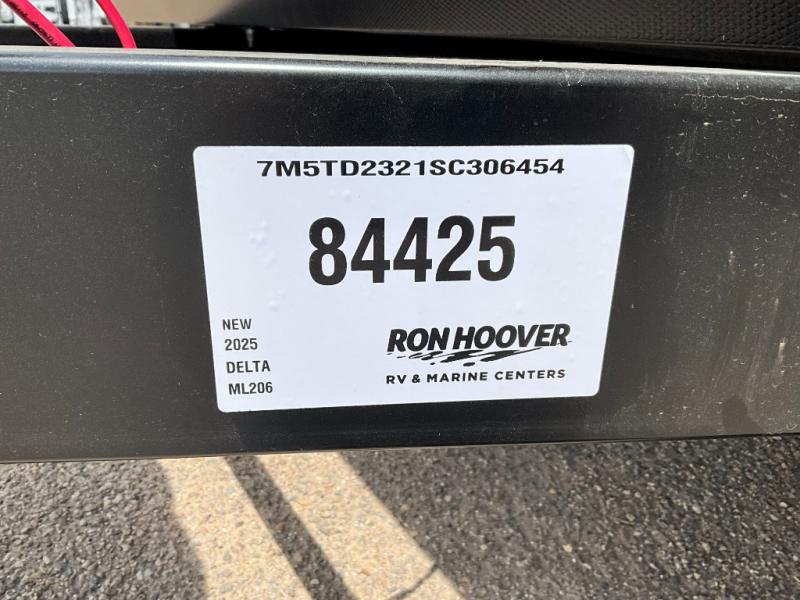 7M5TD2321SC306454
84425
NEW
2025
DELTA
ML206
RON HOOVER
RV & MARINE CENTERS